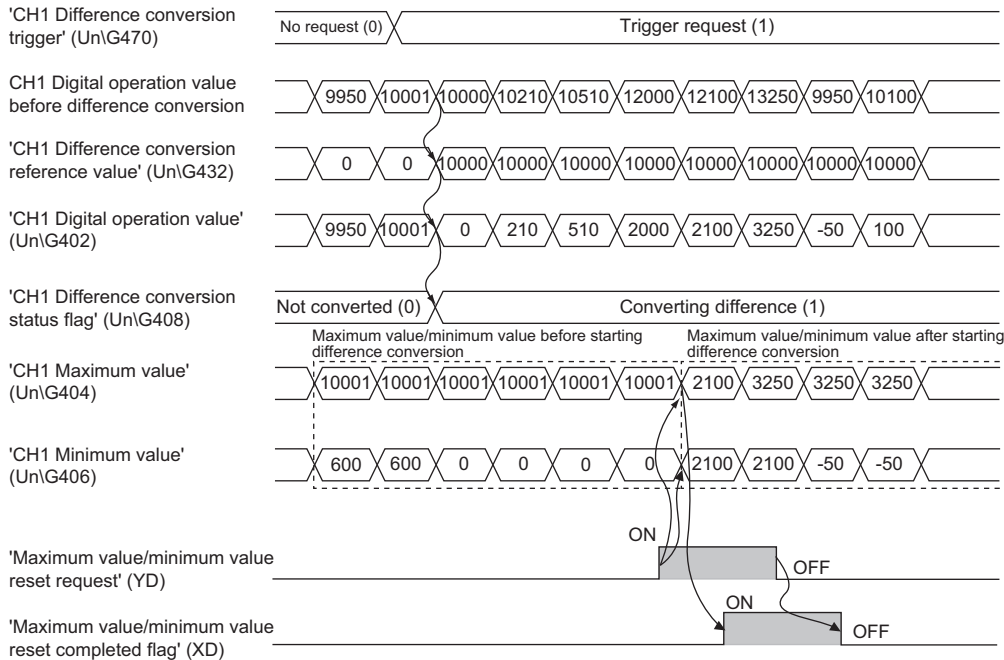 'CH1 Difference conversion
trigger' (Un\G470)
No request (0)
Trigger request (1)
CH1 Digital operation value
before difference conversion
9950 10001 10000 10210 10510 12000 12100 13250 9950 10100
'CH1 Difference conversion
reference value' (Un\G432)
0 0 10000 10000 10000 10000 10000 10000 10000 10000
'CH1 Digital operation value'
(Un\G402)
9950 10001 0 210 510 2000 2100 3250 -50 100
'CH1 Difference conversion
status flag' (Un\G408)
Not converted (0)
Converting difference (1)
Maximum value/minimum value before starting
difference conversion
Maximum value/minimum value after starting
difference conversion
'CH1 Maximum value'
(Un\G404)
10001 10001 10001 10001 10001 10001 2100 3250 3250 3250
'CH1 Minimum value'
(Un\G406)
600 600 0 0 0 0 2100 2100 -50 -50
'Maximum value/minimum value
reset request' (YD)
ON
OFF
'Maximum value/minimum value
reset completed flag' (XD)
ON
OFF